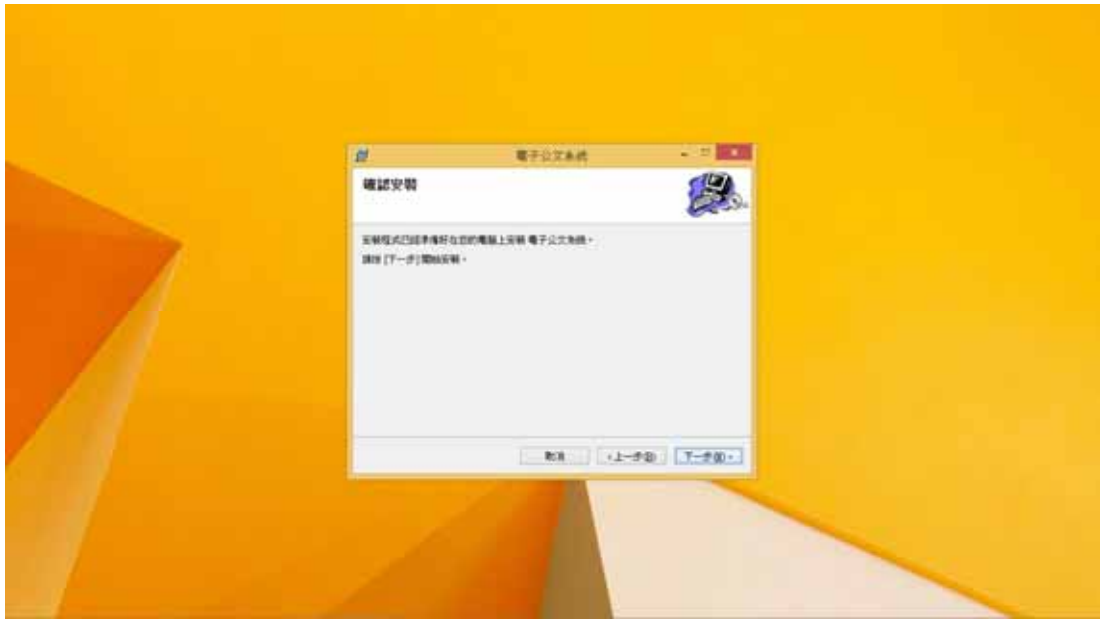 電子公文系統
確認安裝
安裝程式已經準備好在您的電腦上安裝 電子公文系統。
請按 [下一步] 開始安裝。
取消
< 上一步(B)
下一步(N) >